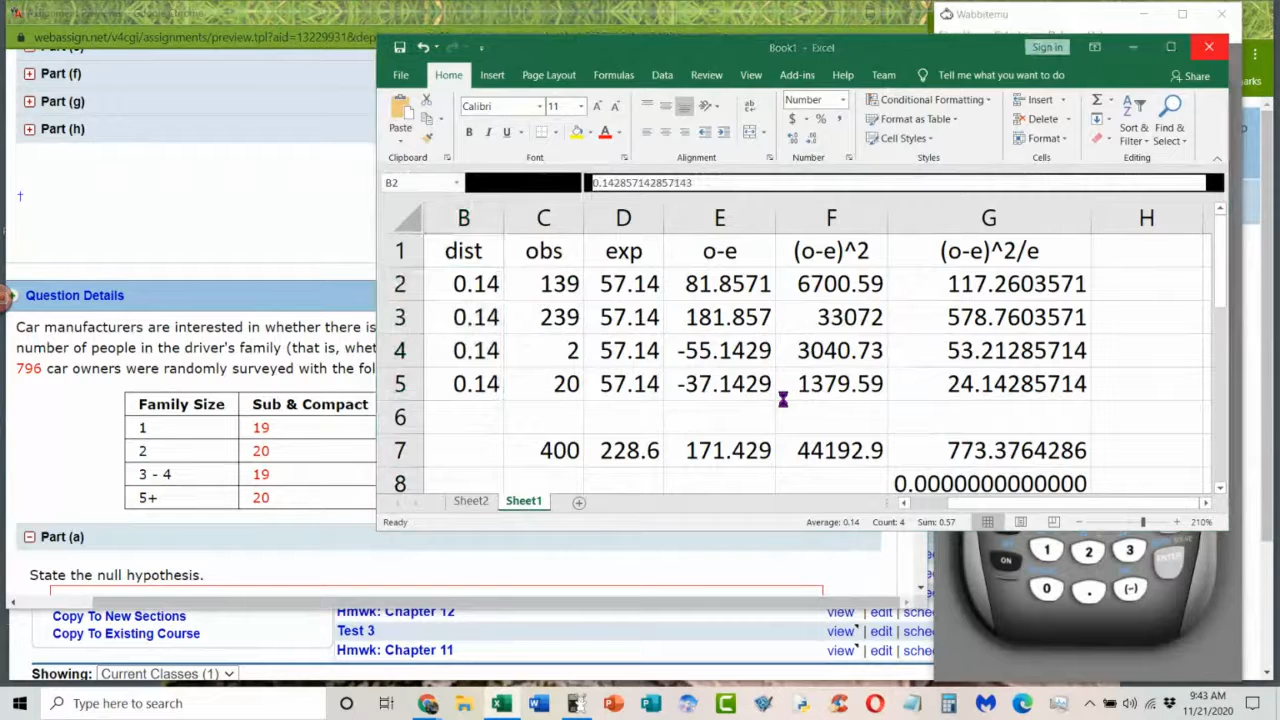 Wabbitemu
webassign.net/v4cgi/assignments/preview.tpl?aid=13229931&dep
Part (f)
Part (g)
Part (h)
†
Question Details
Car manufacturers are interested in whether there is
number of people in the driver's family (that is, whet
796 car owners were randomly surveyed with the fol
Family Size Sub & Compact
1 19
2 20
3 - 4 19
5+ 20
Part (a)
State the null hypothesis.
Copy To New Sections
Copy To Existing Course
Hmwk: Chapter 12 view | edit | sche
Test 3 view | edit | sche
Hmwk: Chapter 11 view | edit | sche
Showing: Current Classes (1)
Book1 - Excel
Sign in
File Home Insert Page Layout Formulas Data Review View Add-ins Help Team Tell me what you want to do Share
Paste
Calibri 11
B I U
Number
$ % ,
Conditional Formatting
Format as Table
Cell Styles
Insert
Delete
Format
Sort & Filter
Find & Select
Clipboard Font Alignment Number Styles Cells Editing
B2 0.142857142857143
B C D E F G H
1 dist obs exp o-e (o-e)^2 (o-e)^2/e
2 0.14 139 57.14 81.8571 6700.59 117.2603571
3 0.14 239 57.14 181.857 33072 578.7603571
4 0.14 2 57.14 -55.1429 3040.73 53.21285714
5 0.14 20 57.14 -37.1429 1379.59 24.14285714
6
7 400 228.6 171.429 44192.9 773.3764286
8 0.0000000000000
Sheet2 Sheet1
Ready Average: 0.14 Count: 4 Sum: 0.57 210%
arks
ON 1 2 3 ENTER
0 . (-)
Type here to search
9:43 AM
11/21/2020